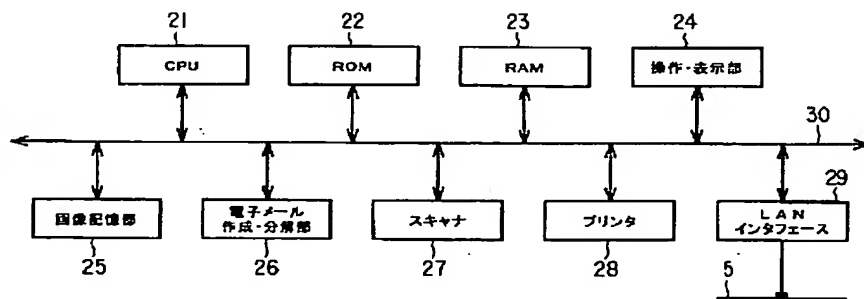 21
22
23
24
CPU
ROM
RAM
操作・表示部
30
画像記憶部
電子メール
作成・分解部
スキャナ
プリンタ
29
LAN
インタフェース
25
26
27
28
5